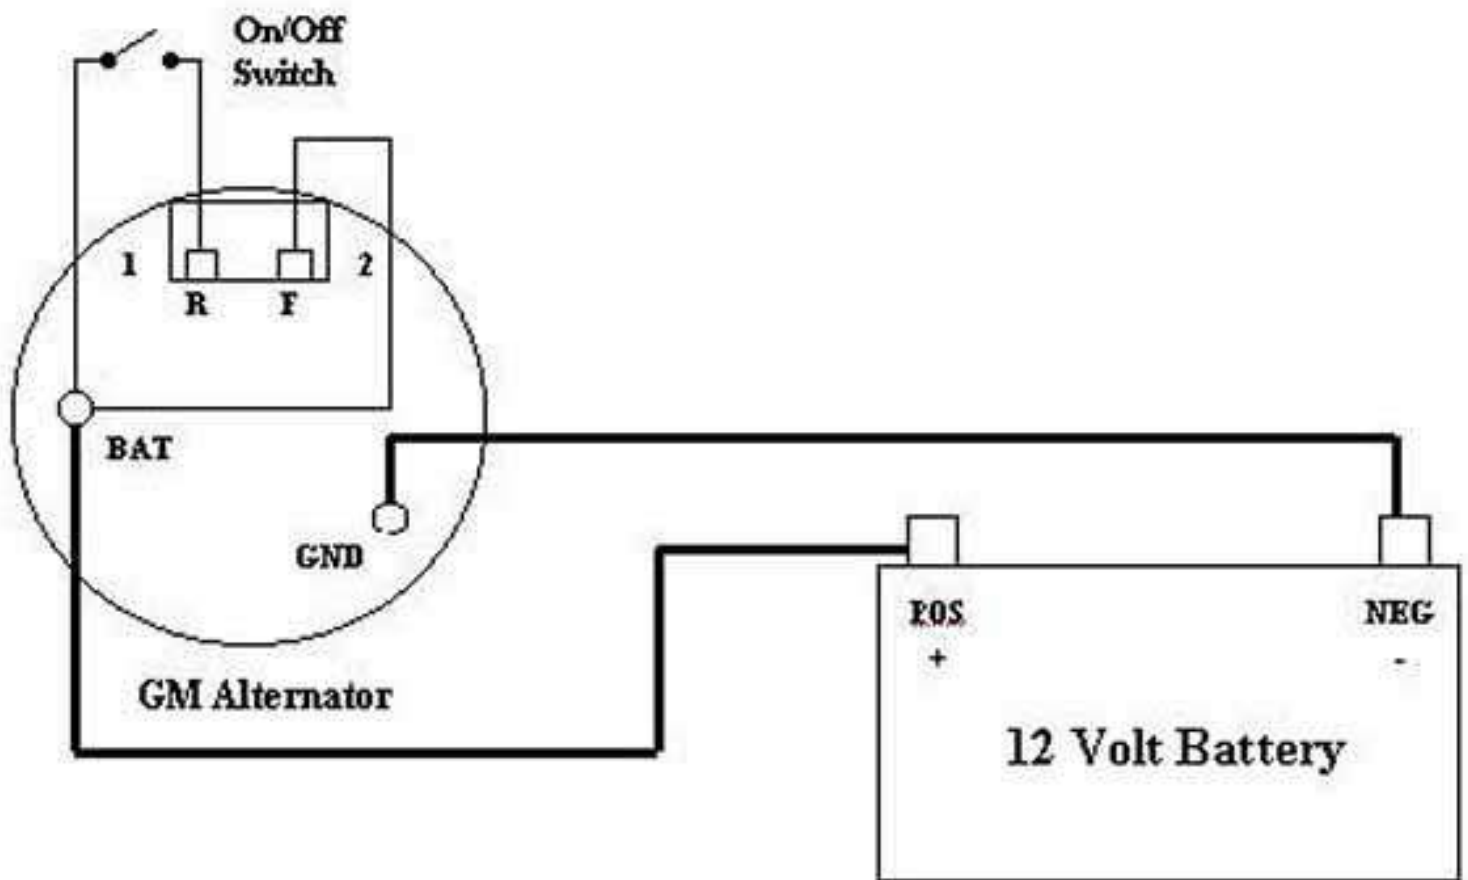 On/Off
Switch
1
2
R
F
BAT
GND
GM Alternator
POS
+
NEG
-
12 Volt Battery